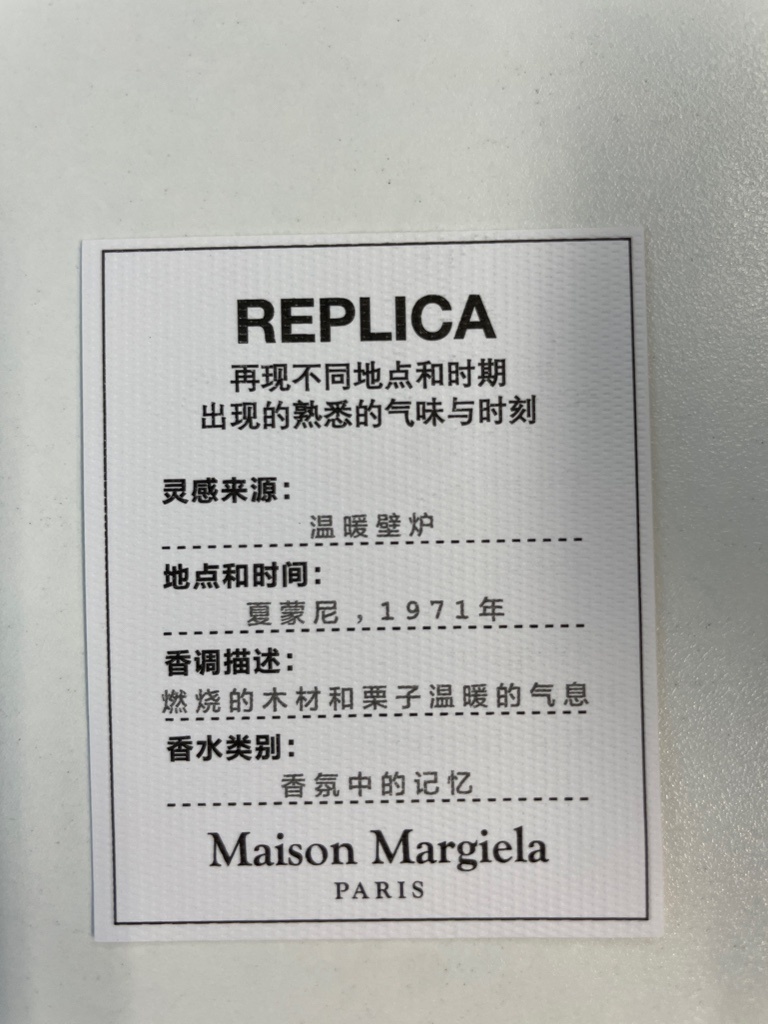 REPLICA
再现不同地点和时期
出现的熟悉的气味与时刻
灵感来源：
温暖壁炉
地点和时间：
夏蒙尼，1971年
香调描述：
燃烧的木材和栗子温暖的气息
香水类别：
香氛中的记忆
Maison Margiela
PARIS